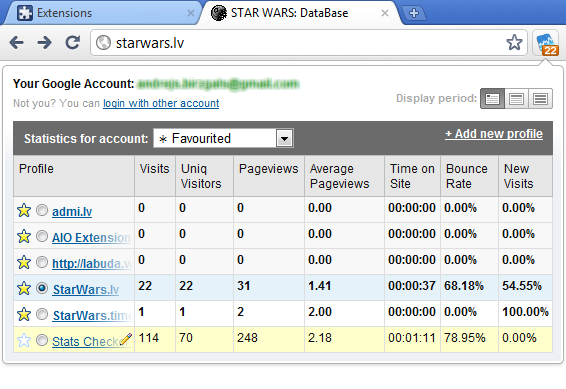 Extensions
STAR WARS: DataBase
starwars.lv
22
Your Google Account:
Not you? You can login with other account
Display period:
Statistics for account: ✶ Favourited
+ Add new profile
Profile Visits Uniq Visitors Pageviews Average Pageviews Time on Site Bounce Rate New Visits
admi.lv 0 0 0 0.00 00:00:00 0.00% 0.00%
AIO Extension 0 0 0 0.00 00:00:00 0.00% 0.00%
http://labuda.w 0 0 0 0.00 00:00:00 0.00% 0.00%
StarWars.lv 22 22 31 1.41 00:00:37 68.18% 54.55%
StarWars.time 1 1 2 2.00 00:00:00 0.00% 100.00%
Stats Check 114 70 248 2.18 00:01:11 78.95% 0.00%